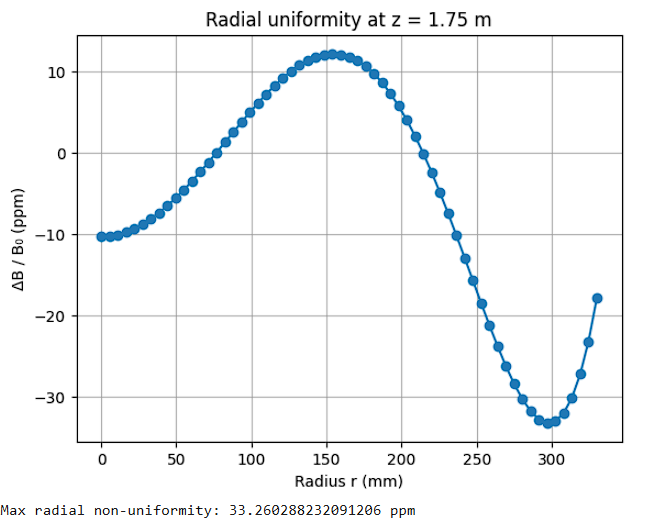 Radial uniformity at z = 1.75 m
ΔB / B₀ (ppm)
10
0
−10
−20
−30
0 50 100 150 200 250 300
Radius r (mm)
Max radial non-uniformity: 33.260288232091206 ppm